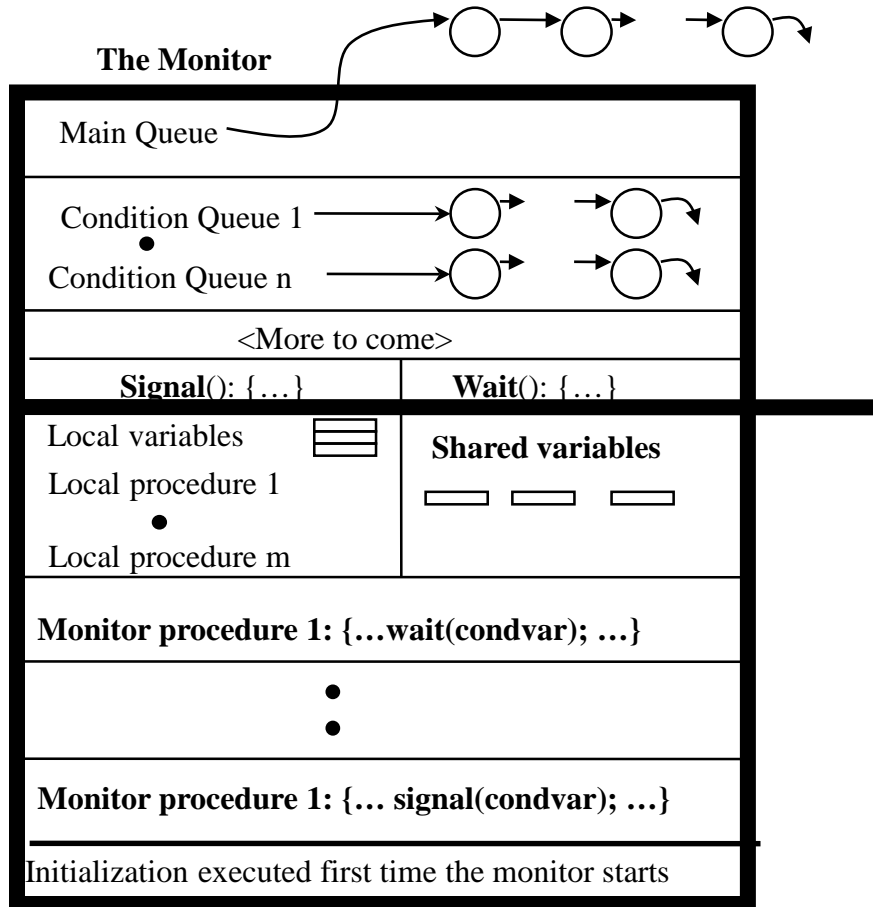 The Monitor
Main Queue
Condition Queue 1
Condition Queue n
<More to come>
Signal(): {…}
Wait(): {…}
Local variables
Shared variables
Local procedure 1
Local procedure m
Monitor procedure 1: {…wait(condvar); …}
Monitor procedure 1: {… signal(condvar); …}
Initialization executed first time the monitor starts